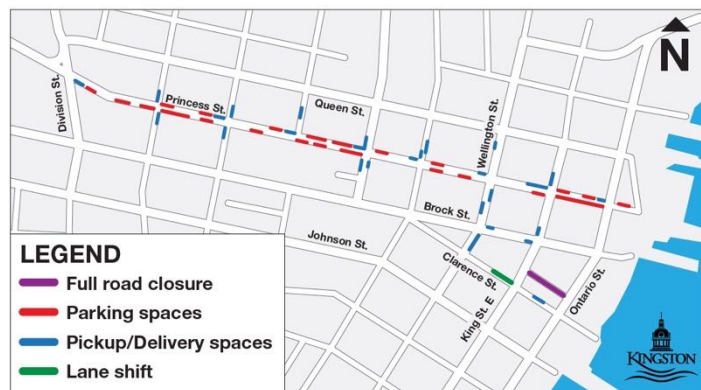 N
Division St.
Princess St.
Queen St.
Wellington St.
Brock St.
Johnson St.
Clarence St.
King St. E
Ontario St.
LEGEND
Full road closure
Parking spaces
Pickup/Delivery spaces
Lane shift
KINGSTON